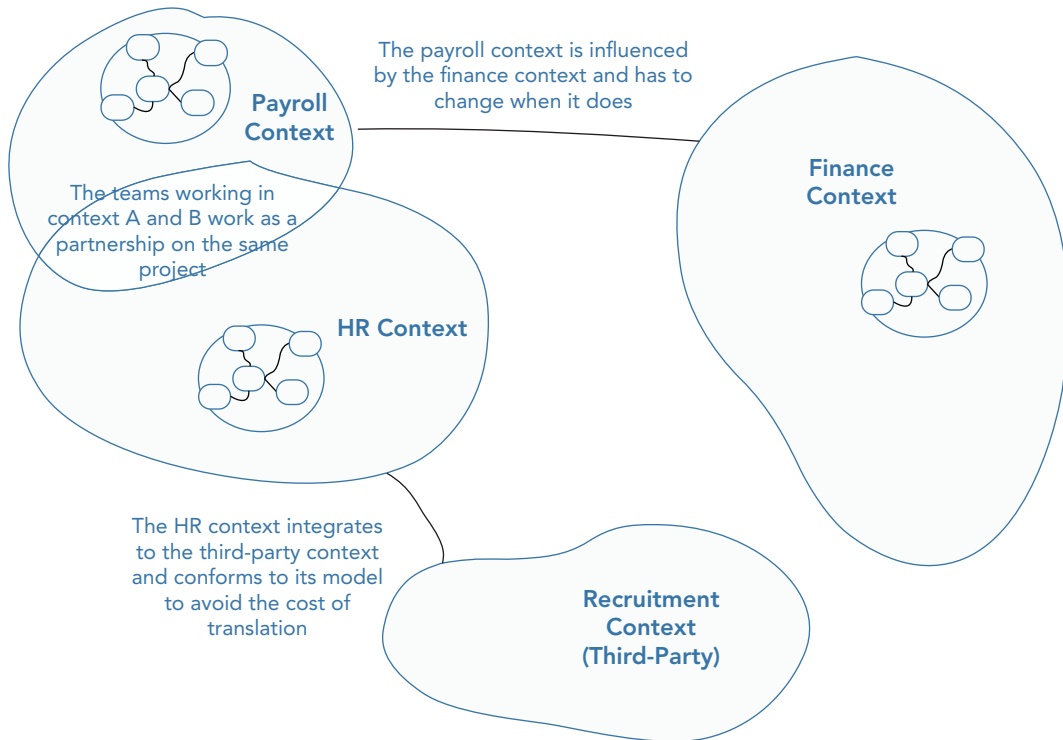 The payroll context is influenced
by the finance context and has to
change when it does
Payroll
Context
Finance
Context
The teams working in
context A and B work as a
partnership on the same
project
HR Context
The HR context integrates
to the third-party context
and conforms to its model
to avoid the cost of
translation
Recruitment
Context
(Third-Party)